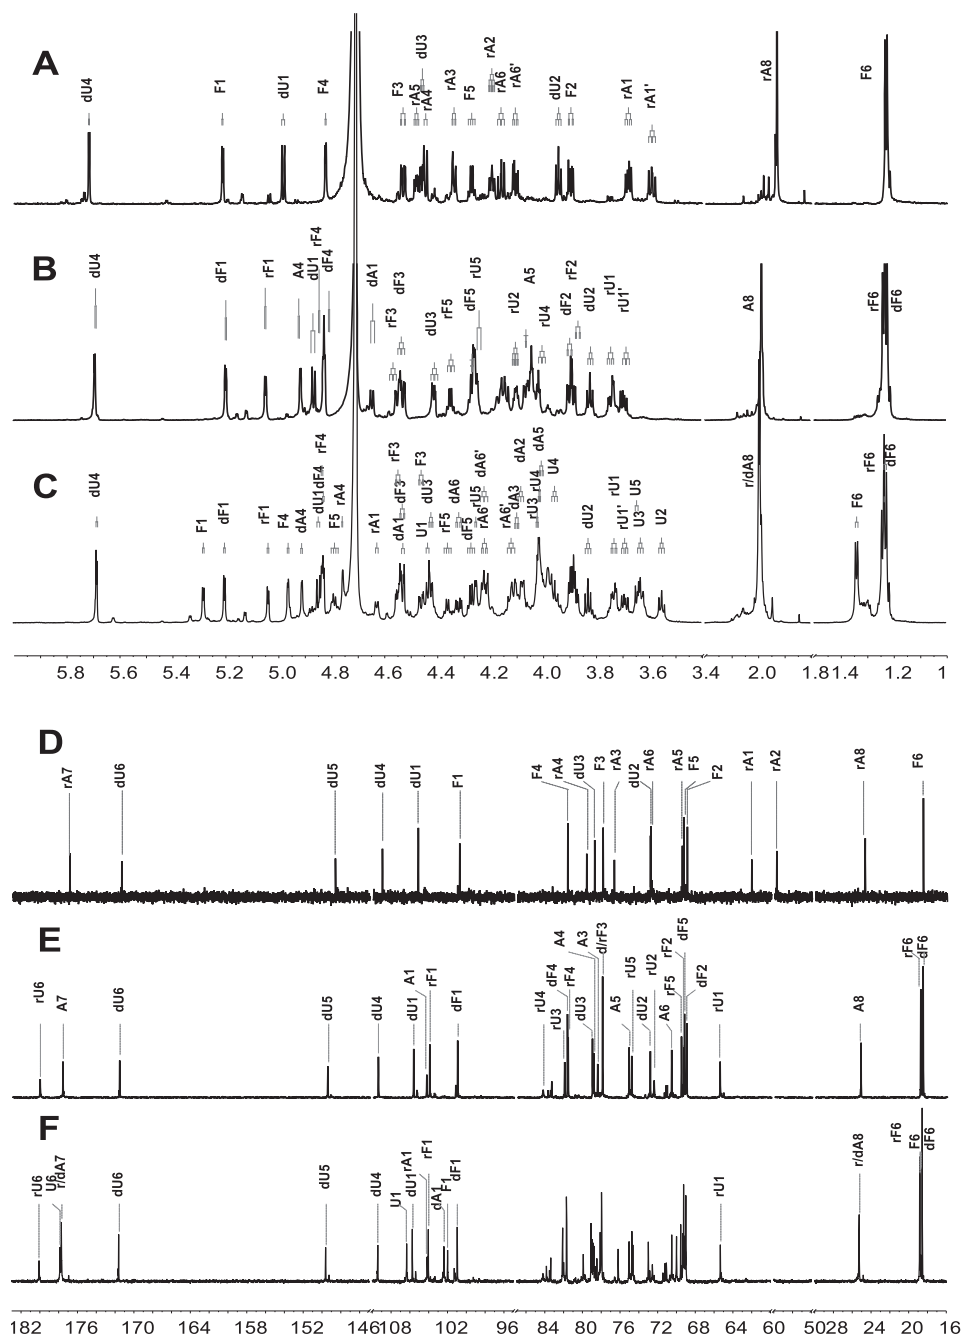 A
dU4
F1
dU1
F4
F3
rA5
dU3
rA4
rA3
F5
rA2
rA6
rA6'
dU2
F2
rA1
rA1'
rA8
F6
B
dU4
dF1
rF1
A4
dU1
rF4
dF4
dA1
rF3
dF3
dU3
rF5
dF5
rU5
rU2
A5
rU4
dF2
rF2
dU2
rU1
rU1'
A8
rF6
dF6
C
dU4
F1
dF1
rF1
F4
dA4
dU1
dF4
rF4
F5
rA4
rA1
dA1
rF3
dF3
U1
F3
dU3
rF5
dA6
dF5
rU5
rA6
dA6'
rA6'
dA3
dA2
rU3
rU4
dA5
U4
dU2
rU1
rU1'
U5
U3
U2
r/dA8
F6
rF6
dF6
5.8 5.6 5.4 5.2 5.0 4.8 4.6 4.4 4.2 4.0 3.8 3.6 3.4 2.0 1.8 1.4 1.2 1
D
rA7
dU6
dU5
dU4
dU1
F1
F4
rA4
dU3
F3
rA3
dU2
rA6
rA5
F5
F2
rA1
rA2
rA8
F6
E
rU6
A7
dU6
dU5
dU4
dU1
A1
rF1
dF1
rU4
rU3
dF4
rF4
dU3
A4
A3
d/rF3
A5
rU5
dU2
rU2
A6
rF5
rF2
dF5
dF2
rU1
A8
rF6
dF6
F
rU6
U6
r/dA7
dU6
dU5
dU4
U1
dU1
rA1
rF1
dA1
F1
dF1
rU1
r/dA8
rF6
F6
dF6
182 176 170 164 158 152 146 108 102 84 80 76 72 68 64 60 50 28 24 20 16